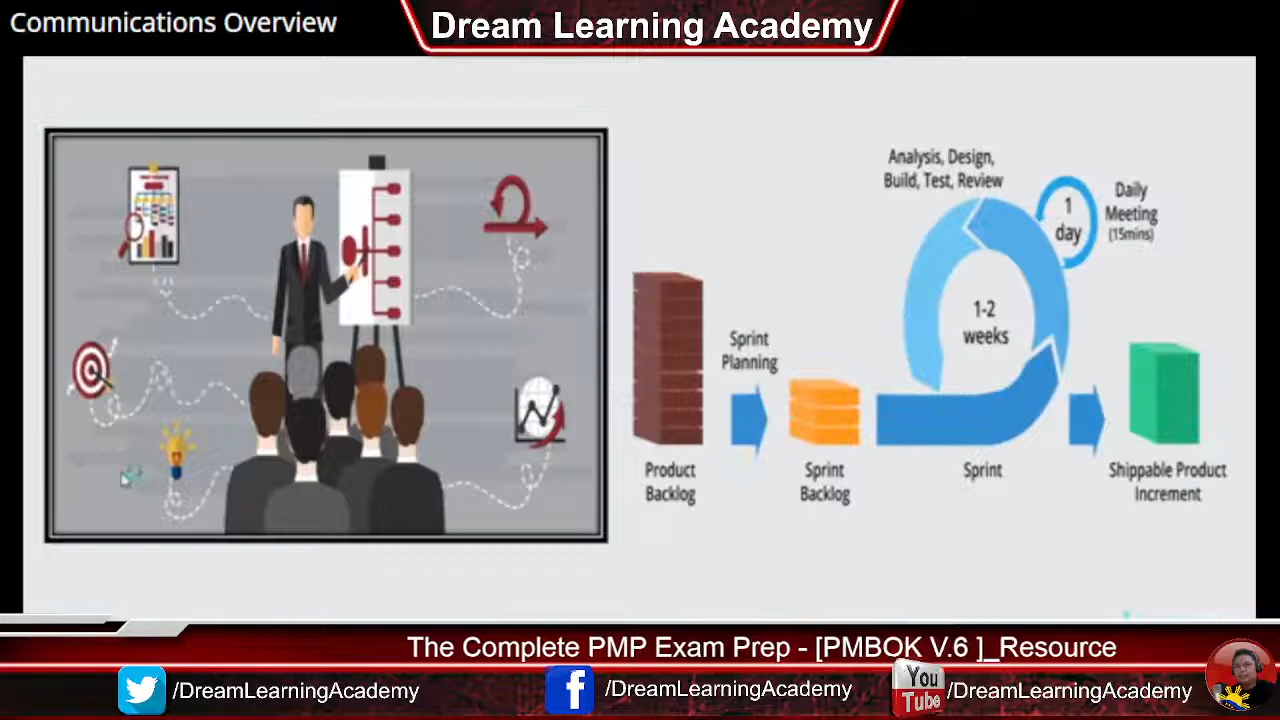 Communications Overview
Dream Learning Academy
Analysis, Design,
Build, Test, Review
1
day
Daily
Meeting
(15mins)
1-2
weeks
Sprint
Planning
Product
Backlog
Sprint
Backlog
Sprint
Shippable Product
Increment
The Complete PMP Exam Prep - [PMBOK V.6 ]_Resource
/DreamLearningAcademy
/DreamLearningAcademy
You
Tube
/DreamLearningAcademy